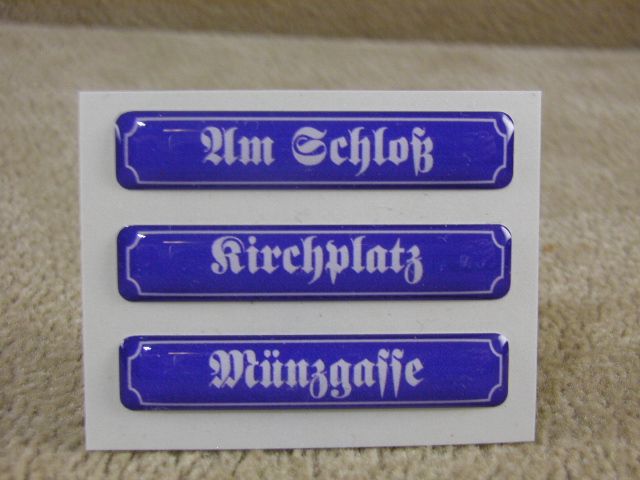 Am Schloß
Kirchplatz
Münzgasse